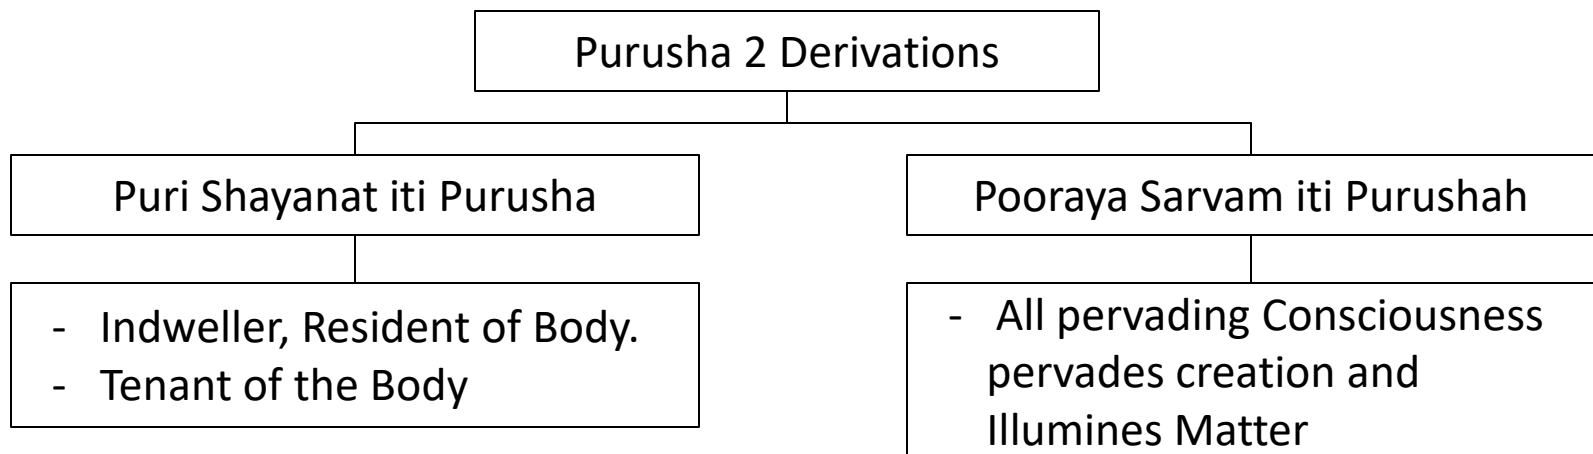 Purusha 2 Derivations
Puri Shayanat iti Purusha
Pooraya Sarvam iti Purushah
- Indweller, Resident of Body.
- Tenant of the Body
- All pervading Consciousness
pervades creation and
Illumines Matter